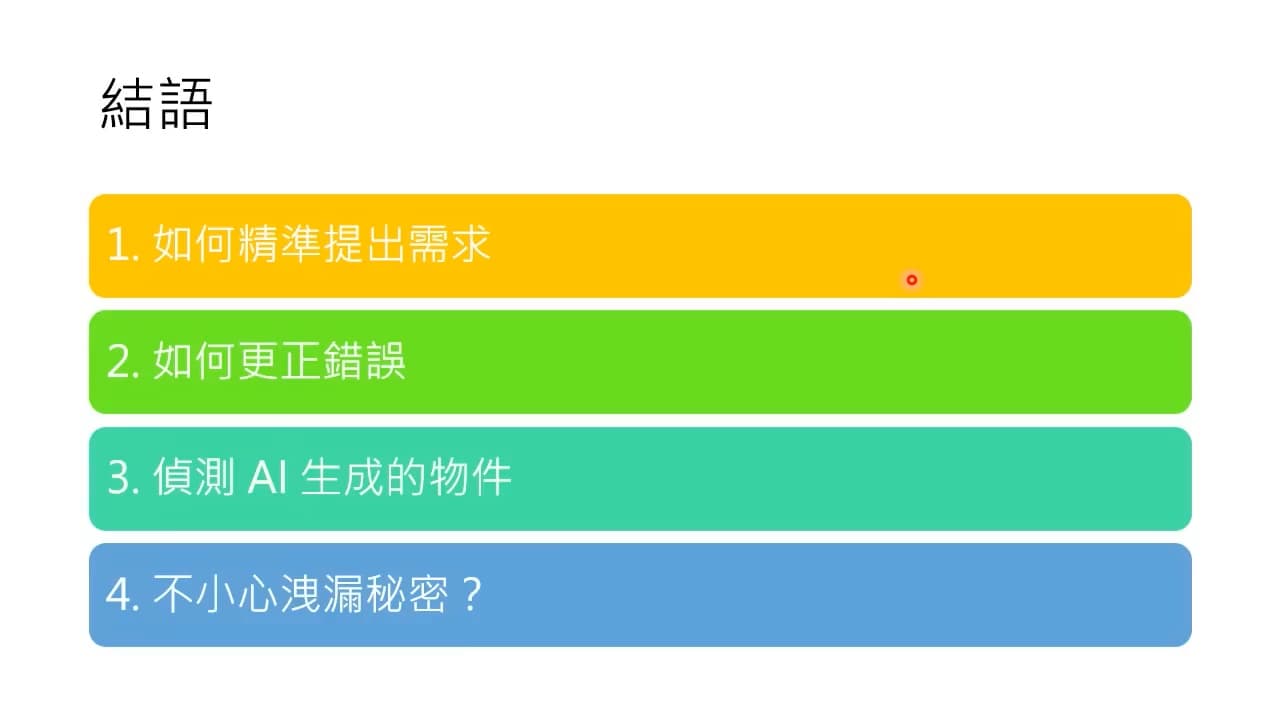 結語
1. 如何精準提出需求
2. 如何更正錯誤
3. 偵測 AI 生成的物件
4. 不小心洩漏秘密？